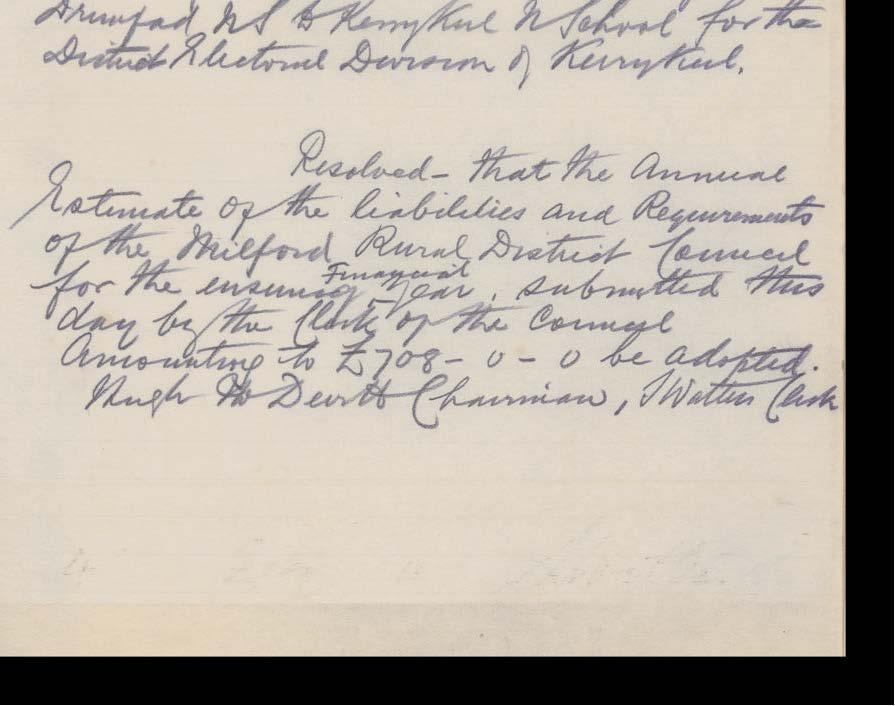 Drumfad NS & Kerrykeel N School for the
District Electoral Division of Kerrykeel.
Resolved - that the Annual
Estimate of the liabilities and Requirements
of the Milford Rural District Council
for the ensuing Financial year, submitted this
day by the Clerk of the Council
Amounting to £708 - 0 - 0 be adopted.
Hugh McDevitt Chairman, J Watters Clerk